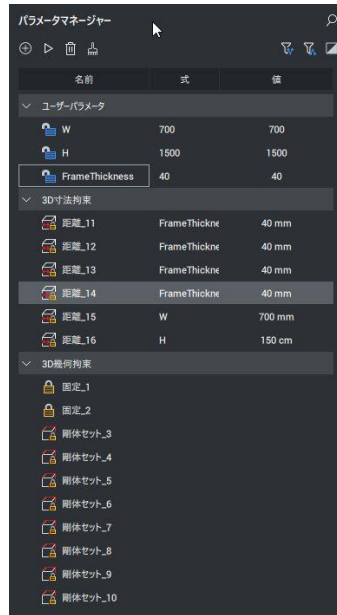 パラメータマネージャー
名前 式 値
ユーザーパラメータ
W 700 700
H 1500 1500
FrameThickness 40 40
3D寸法拘束
距離_11 FrameThickne 40 mm
距離_12 FrameThickne 40 mm
距離_13 FrameThickne 40 mm
距離_14 FrameThickne 40 mm
距離_15 W 700 mm
距離_16 H 150 cm
3D幾何拘束
固定_1
固定_2
剛体セット_3
剛体セット_4
剛体セット_5
剛体セット_6
剛体セット_7
剛体セット_8
剛体セット_9
剛体セット_10